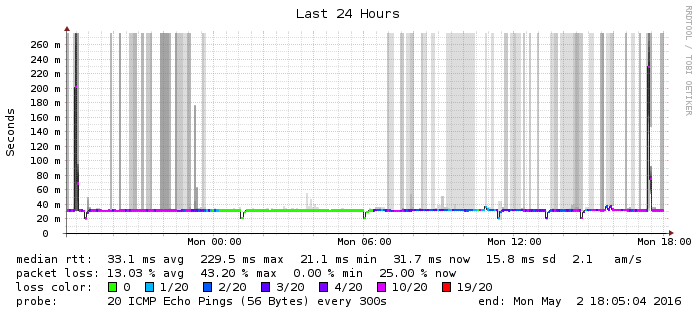 Last 24 Hours
RRDTOOL / TOBI OETIKER
Seconds
260 m
240 m
220 m
200 m
180 m
160 m
140 m
120 m
100 m
80 m
60 m
40 m
20 m
0
Mon 00:00 Mon 06:00 Mon 12:00 Mon 18:00
median rtt: 33.1 ms avg 229.5 ms max 21.1 ms min 31.7 ms now 15.8 ms sd 2.1 am/s
packet loss: 13.03 % avg 43.20 % max 0.00 % min 25.00 % now
loss color: 0 1/20 2/20 3/20 4/20 10/20 19/20
probe: 20 ICMP Echo Pings (56 Bytes) every 300s end: Mon May 2 18:05:04 2016